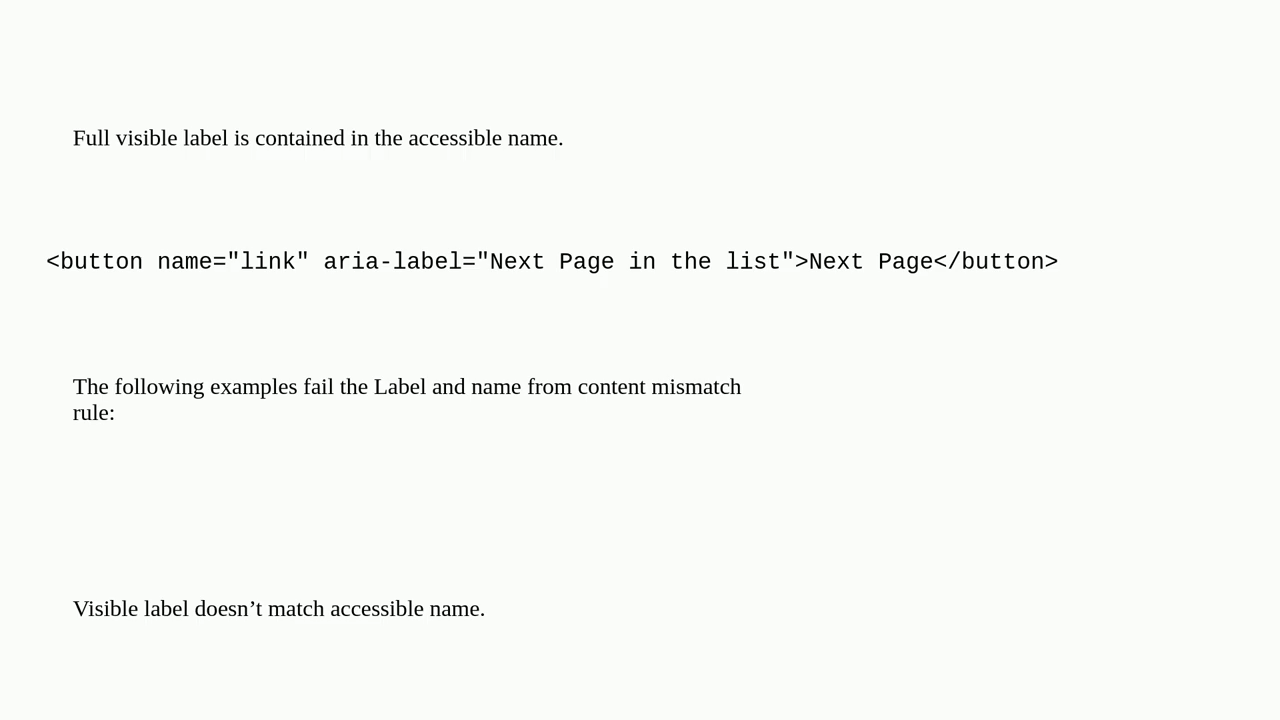 Full visible label is contained in the accessible name.
<button name="link" aria-label="Next Page in the list">Next Page</button>
The following examples fail the Label and name from content mismatch
rule:
Visible label doesn’t match accessible name.